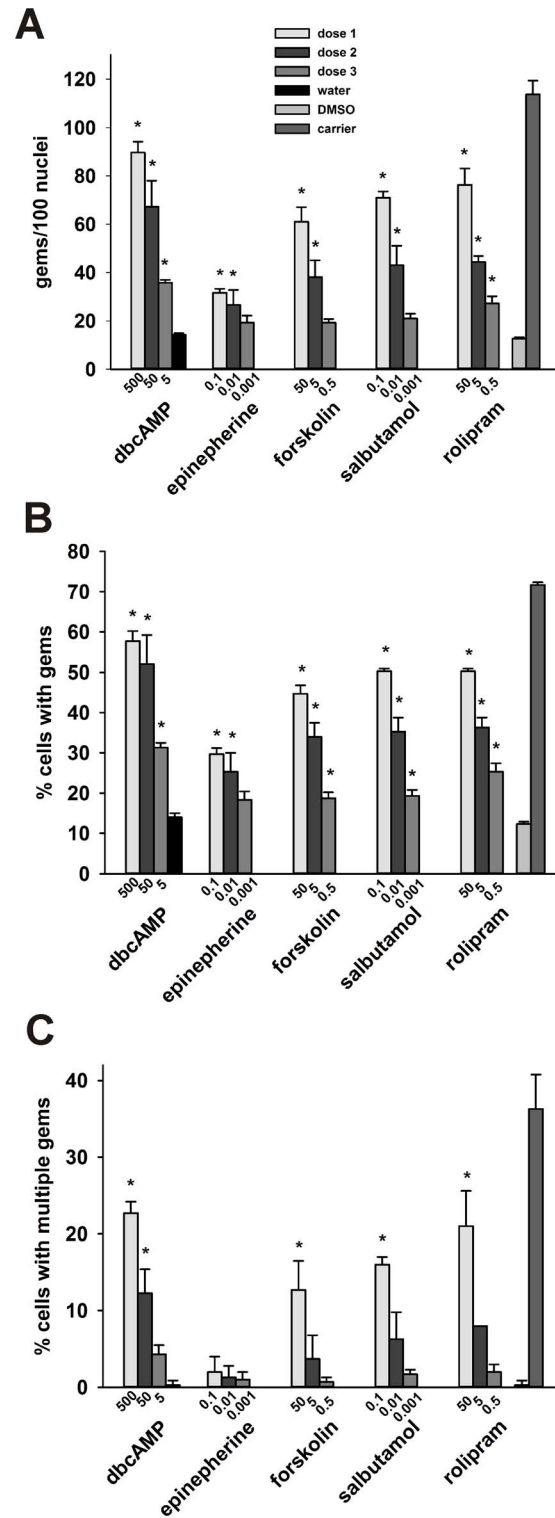 A
dose 1
dose 2
dose 3
water
DMSO
carrier
gems/100 nuclei
120
100
80
60
40
20
0
* * * * * * * * * * * *
500 50 5 0.1 0.01 0.001 50 5 0.5 0.1 0.01 0.001 50 5 0.5
dbcAMP epinepherine forskolin salbutamol rolipram
B
% cells with gems
80
70
60
50
40
30
20
10
0
* * * * * * * * * * * * * *
500 50 5 0.1 0.01 0.001 50 5 0.5 0.1 0.01 0.001 50 5 0.5
dbcAMP epinepherine forskolin salbutamol rolipram
C
% cells with multiple gems
40
30
20
10
0
* * * * *
500 50 5 0.1 0.01 0.001 50 5 0.5 0.1 0.01 0.001 50 5 0.5
dbcAMP epinepherine forskolin salbutamol rolipram